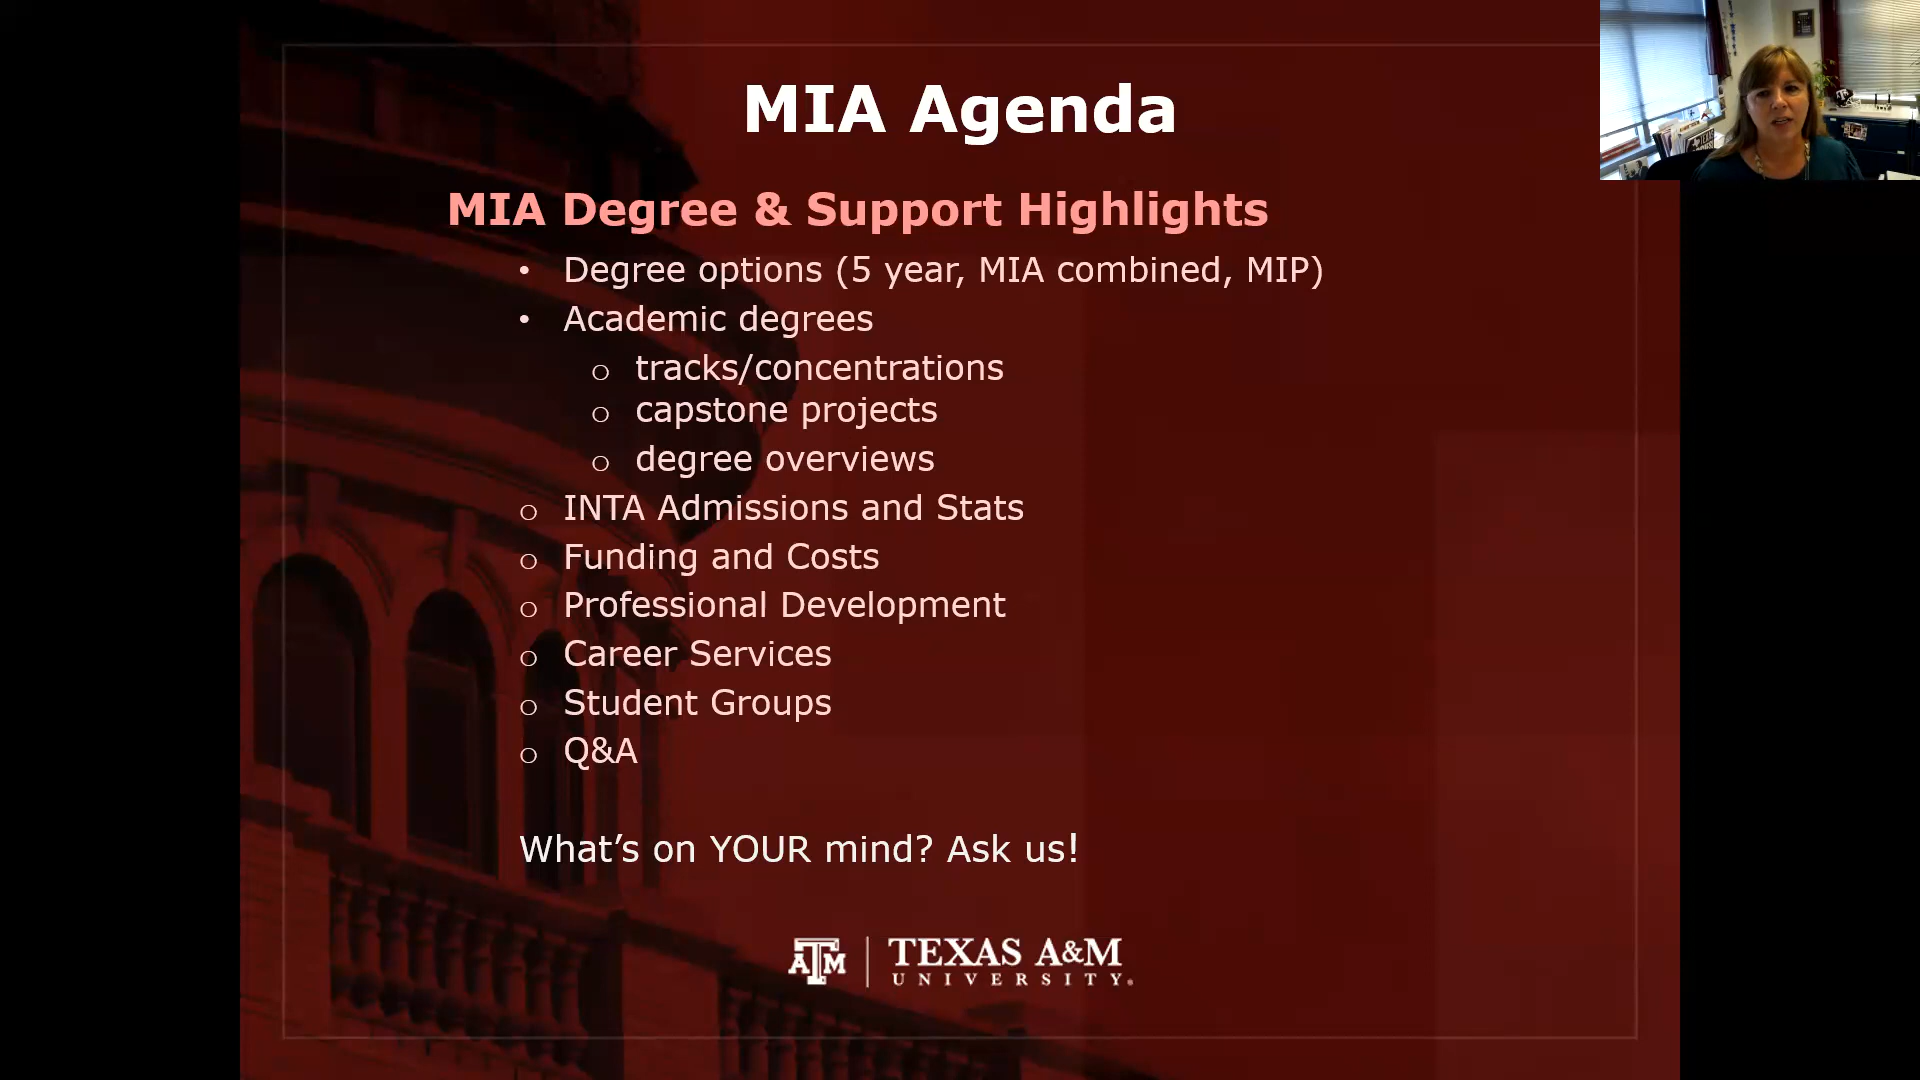 MIA Agenda
MIA Degree & Support Highlights
• Degree options (5 year, MIA combined, MIP)
• Academic degrees
o tracks/concentrations
o capstone projects
o degree overviews
o INTA Admissions and Stats
o Funding and Costs
o Professional Development
o Career Services
o Student Groups
o Q&A
What’s on YOUR mind? Ask us!
ATM | TEXAS A&M
UNIVERSITY®